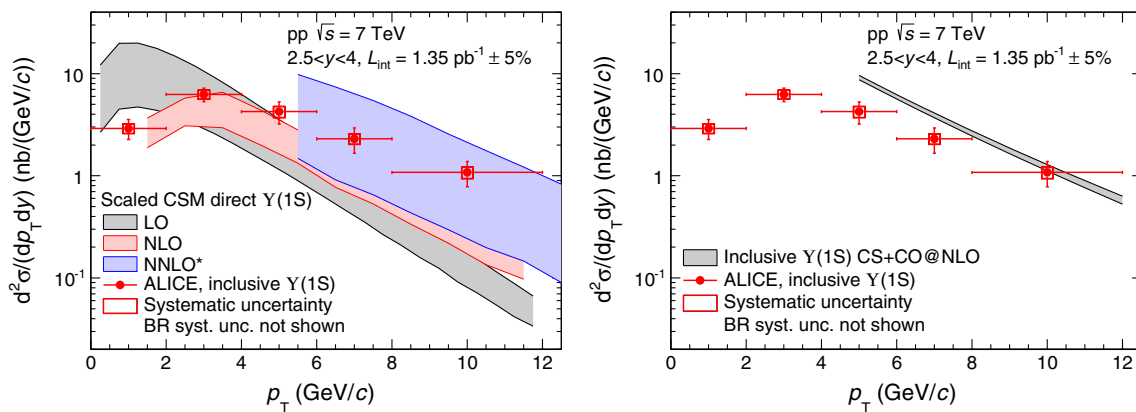 pp √s = 7 TeV
2.5<y<4, L_int = 1.35 pb⁻¹ ± 5%
d²σ/(dp_T dy) (nb/(GeV/c))
10
1
10⁻¹
Scaled CSM direct ϒ(1S)
LO
NLO
NNLO*
ALICE, inclusive ϒ(1S)
Systematic uncertainty
BR syst. unc. not shown
0 2 4 6 8 10 12
p_T (GeV/c)
pp √s = 7 TeV
2.5<y<4, L_int = 1.35 pb⁻¹ ± 5%
d²σ/(dp_T dy) (nb/(GeV/c))
10
1
10⁻¹
Inclusive ϒ(1S) CS+CO@NLO
ALICE, inclusive ϒ(1S)
Systematic uncertainty
BR syst. unc. not shown
0 2 4 6 8 10 12
p_T (GeV/c)